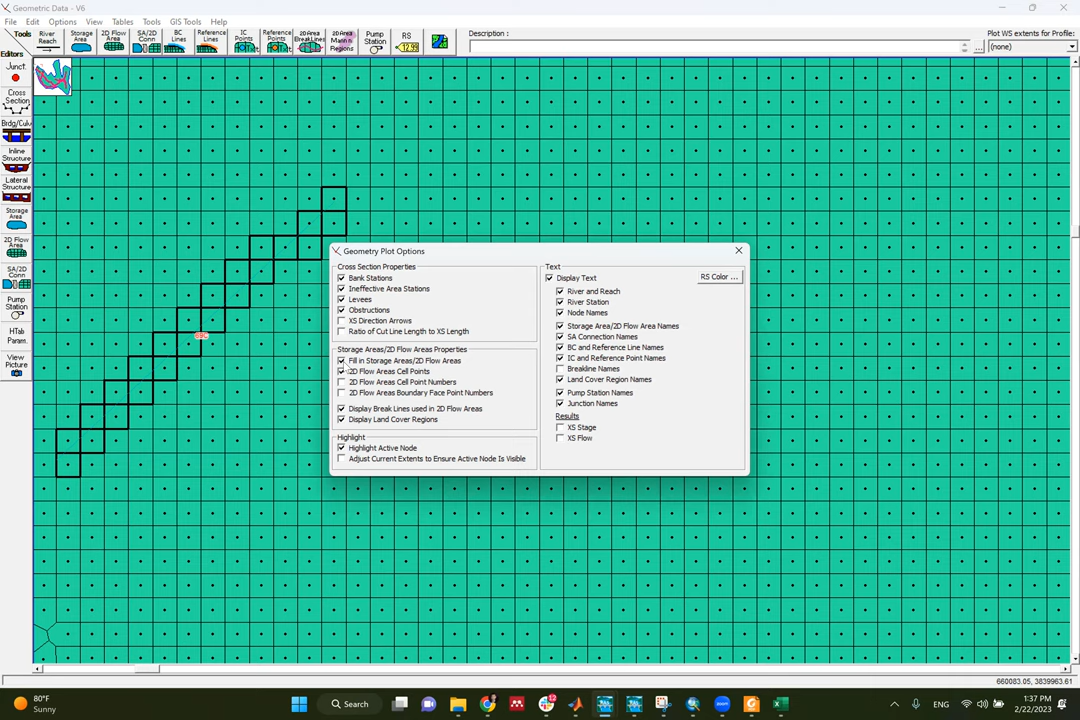 Geometric Data - V6
File Edit Options View Tables Tools GIS Tools Help
Tools
Editors
River Reach
Storage Area
2D Flow Area
SA/2D Conn
BC Lines
Reference Lines
IC Points
Reference Points
2D Area Break Lines
2D Area Mann n Regions
Pump Station
RS
Description :
...
Plot WS extents for Profile:
(none)
Junct.
Cross Section
Brdg/Culv
Inline Structure
Lateral Structure
Storage Area
2D Flow Area
SA/2D Conn
Pump Station
HTab Param.
View Picture
Geometry Plot Options
Cross Section Properties
Bank Stations
Ineffective Area Stations
Levees
Obstructions
XS Direction Arrows
Ratio of Cut Line Length to XS Length
Storage Areas/2D Flow Areas Properties
Fill in Storage Areas/2D Flow Areas
2D Flow Areas Cell Points
2D Flow Areas Cell Point Numbers
2D Flow Areas Boundary Face Point Numbers
Display Break Lines used in 2D Flow Areas
Display Land Cover Regions
Highlight
Highlight Active Node
Adjust Current Extents to Ensure Active Node Is Visible
Text
Display Text
RS Color ...
River and Reach
River Station
Node Names
Storage Area/2D Flow Area Names
SA Connection Names
BC and Reference Line Names
IC and Reference Point Names
Breakline Names
Land Cover Region Names
Pump Station Names
Junction Names
Results
XS Stage
XS Flow
660083.05, 3839963.61
80°F
Sunny
Search
12
ENG
1:37 PM
2/22/2023